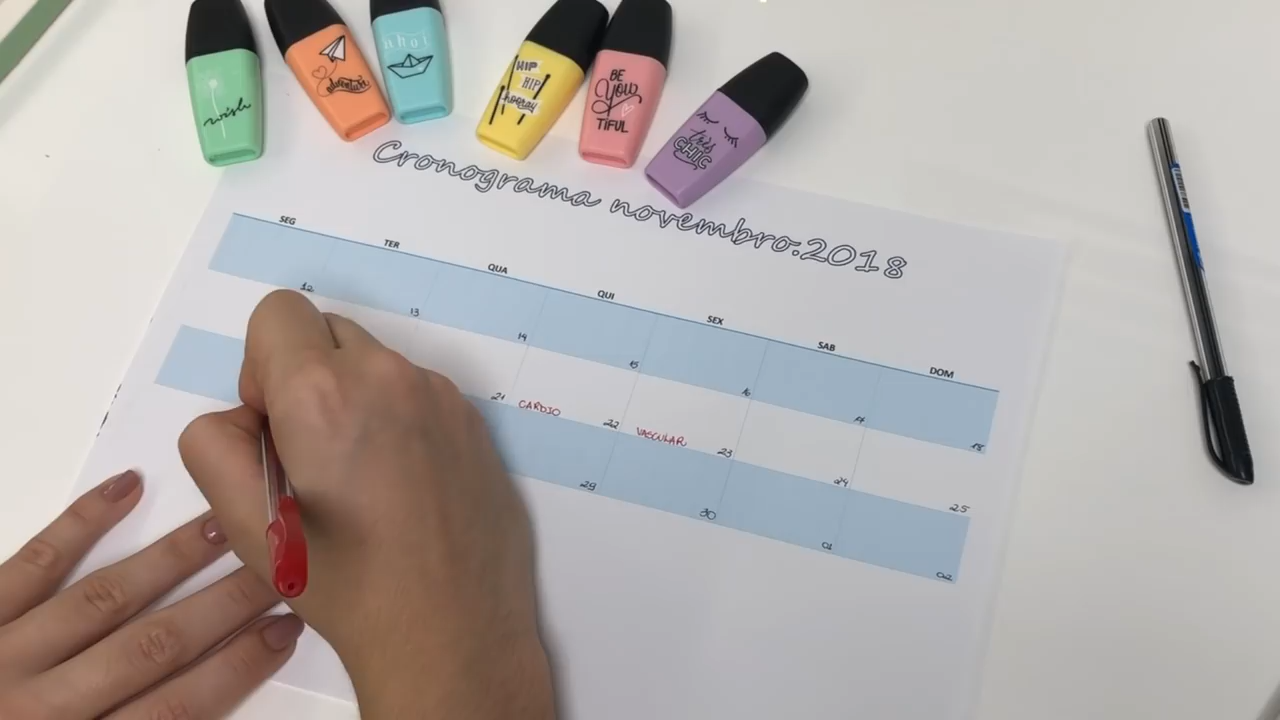 wish
adventure
ahoi
HIP
HIP
hooray
BE
You
TIFUL
très
CHIC
Cronograma novembro.2018
SEG TER QUA QUI SEX SAB DOM
12 13 14 15 16 17 18
21 22 23 24 25
CARDIO VASCULAR
29 30 01 02